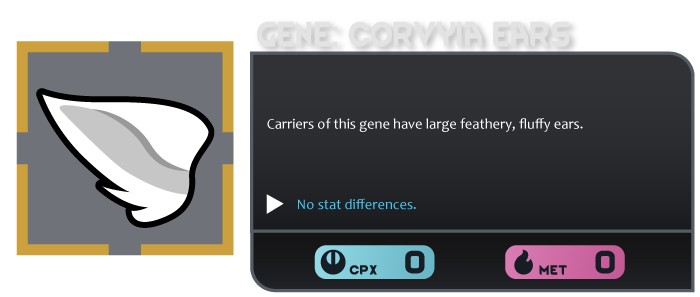 GENE: CORVYIA EARS
Carriers of this gene have large feathery, fluffy ears.
No stat differences.
CPX 0
MET 0